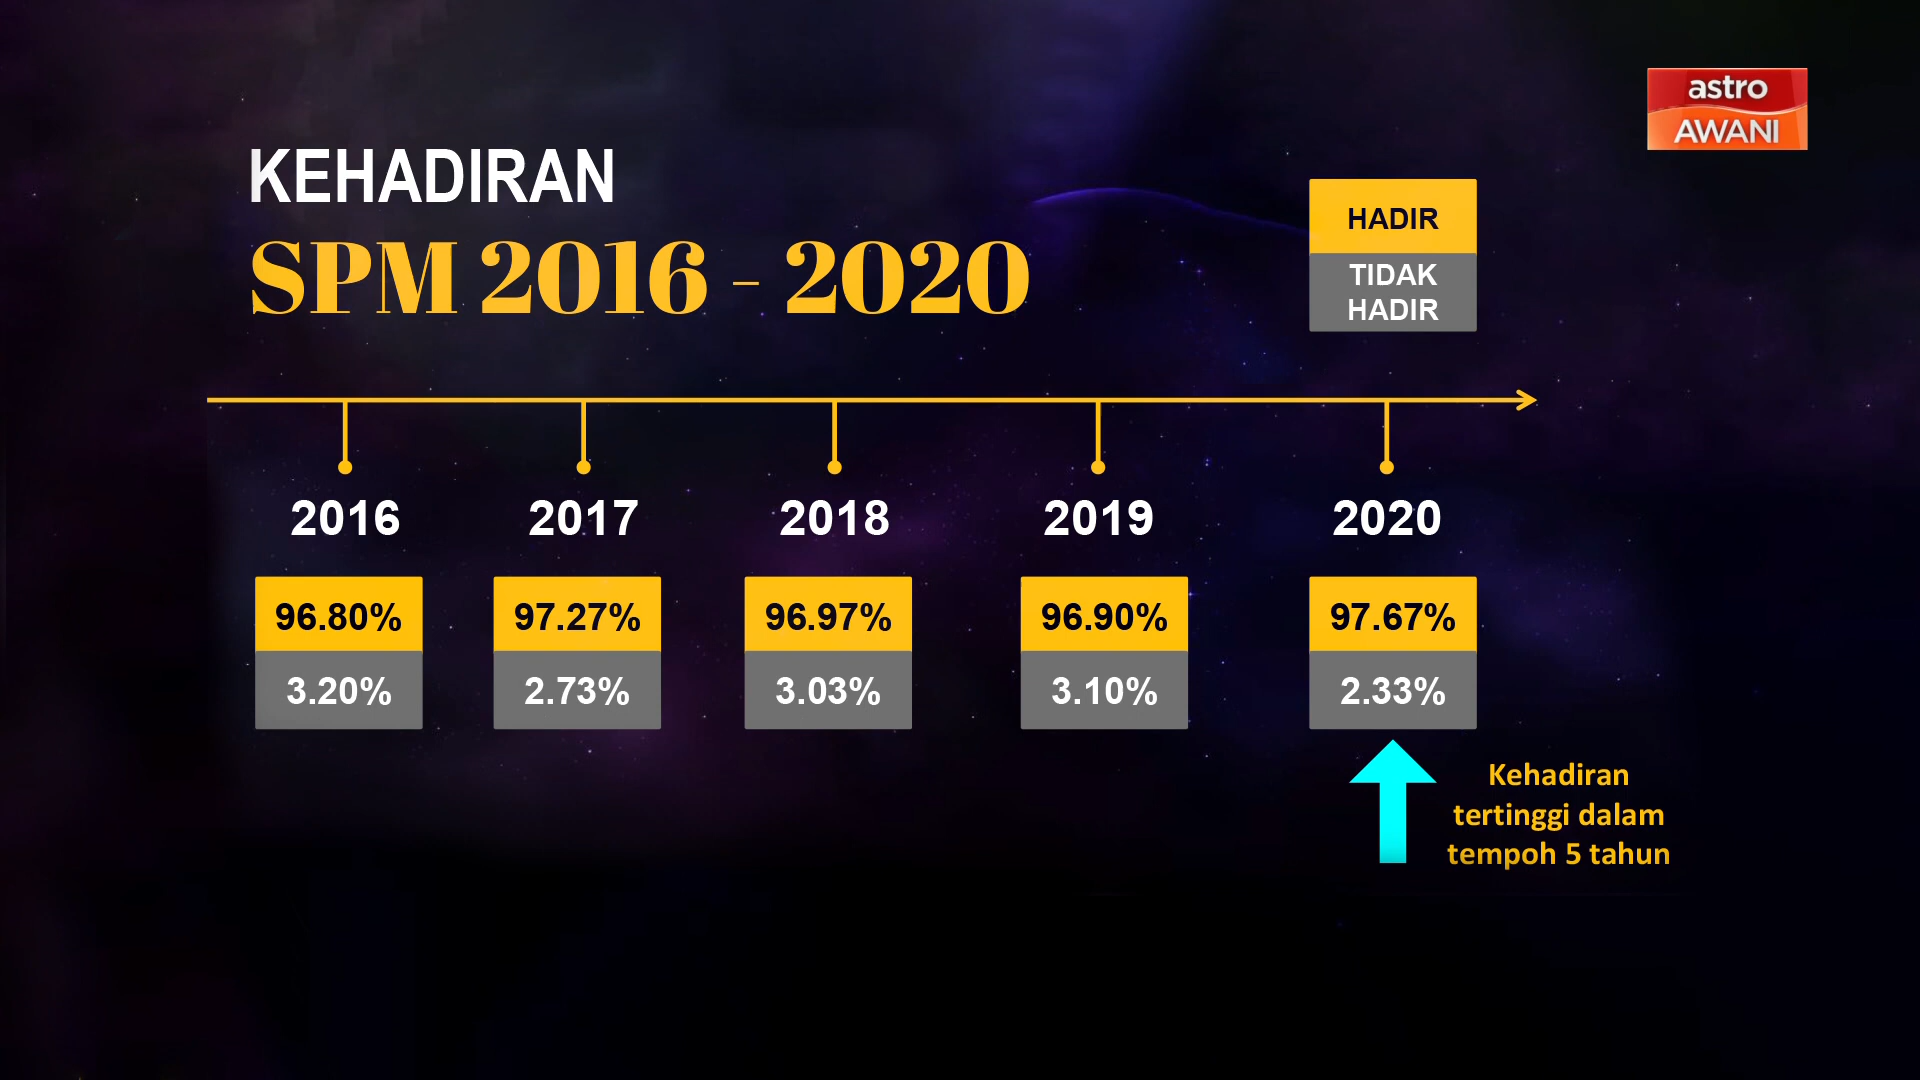 astro
AWANI
KEHADIRAN
SPM 2016 - 2020
HADIR
TIDAK
HADIR
2016 2017 2018 2019 2020
96.80% 97.27% 96.97% 96.90% 97.67%
3.20% 2.73% 3.03% 3.10% 2.33%
Kehadiran
tertinggi dalam
tempoh 5 tahun